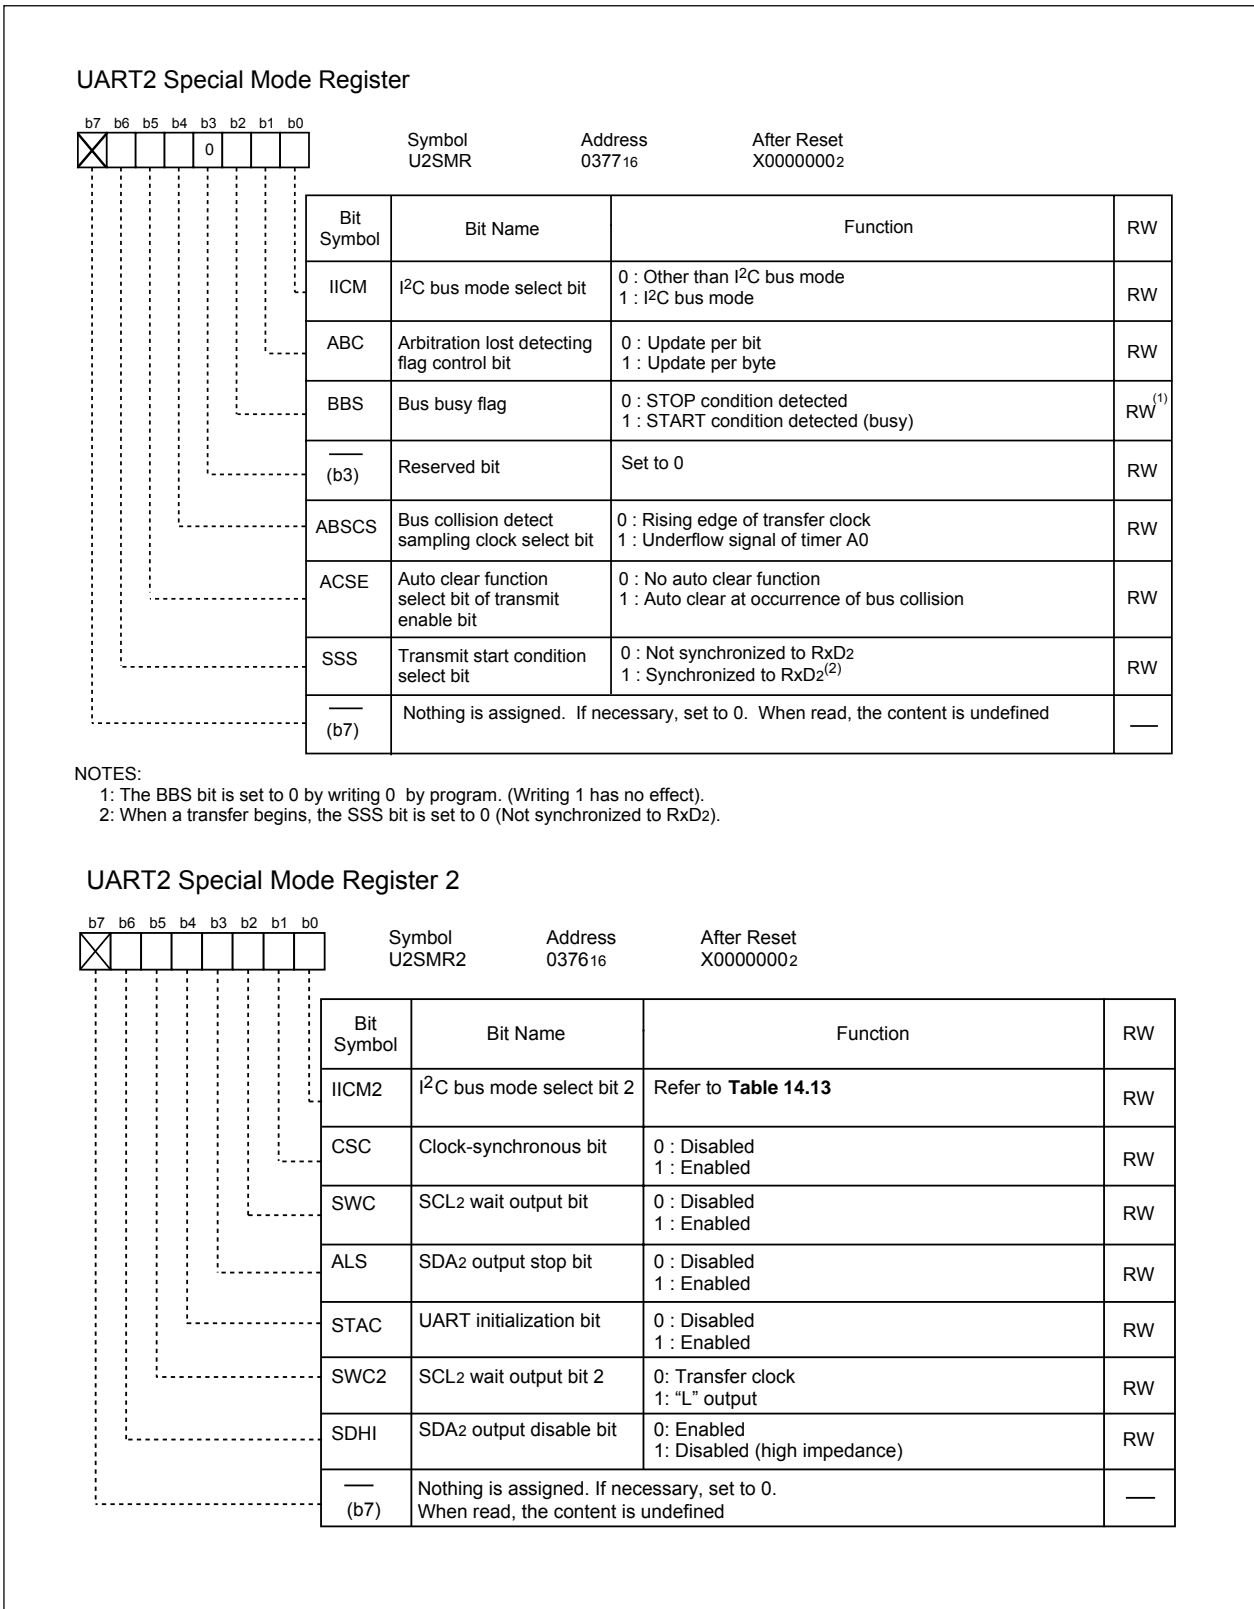 UART2 Special Mode Register
b7 b6 b5 b4 b3 b2 b1 b0
0
Symbol Address After Reset
U2SMR 037716 X00000002
Bit Symbol Bit Name Function RW
IICM I2C bus mode select bit 0 : Other than I2C bus mode
1 : I2C bus mode RW
ABC Arbitration lost detecting 0 : Update per bit
flag control bit 1 : Update per byte RW
BBS Bus busy flag 0 : STOP condition detected
1 : START condition detected (busy) RW(1)
(b3) Reserved bit Set to 0 RW
ABSCS Bus collision detect 0 : Rising edge of transfer clock
sampling clock select bit 1 : Underflow signal of timer A0 RW
ACSE Auto clear function 0 : No auto clear function
select bit of transmit 1 : Auto clear at occurrence of bus collision RW
enable bit
SSS Transmit start condition 0 : Not synchronized to RxD2
select bit 1 : Synchronized to RxD2(2) RW
(b7) Nothing is assigned. If necessary, set to 0. When read, the content is undefined —
NOTES:
1: The BBS bit is set to 0 by writing 0 by program. (Writing 1 has no effect).
2: When a transfer begins, the SSS bit is set to 0 (Not synchronized to RxD2).
UART2 Special Mode Register 2
b7 b6 b5 b4 b3 b2 b1 b0
Symbol Address After Reset
U2SMR2 037616 X00000002
Bit Symbol Bit Name Function RW
IICM2 I2C bus mode select bit 2 Refer to Table 14.13 RW
CSC Clock-synchronous bit 0 : Disabled
1 : Enabled RW
SWC SCL2 wait output bit 0 : Disabled
1 : Enabled RW
ALS SDA2 output stop bit 0 : Disabled
1 : Enabled RW
STAC UART initialization bit 0 : Disabled
1 : Enabled RW
SWC2 SCL2 wait output bit 2 0: Transfer clock
1: “L” output RW
SDHI SDA2 output disable bit 0: Enabled
1: Disabled (high impedance) RW
(b7) Nothing is assigned. If necessary, set to 0.
When read, the content is undefined —